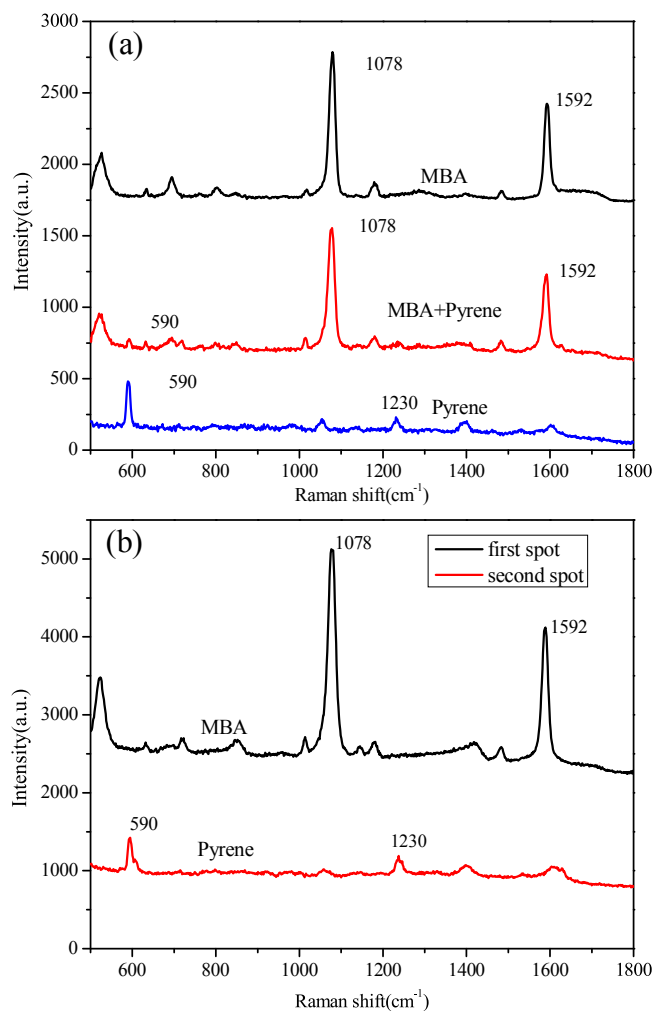 (a)
3000
2500
2000
1500
1000
500
0
Intensity(a.u.)
1078
1592
MBA
1078
1592
590
MBA+Pyrene
590
1230
Pyrene
600 800 1000 1200 1400 1600 1800
Raman shift(cm⁻¹)
(b)
5000
4000
3000
2000
1000
0
Intensity(a.u.)
1078
first spot
second spot
1592
MBA
590
Pyrene
1230
600 800 1000 1200 1400 1600 1800
Raman shift(cm⁻¹)